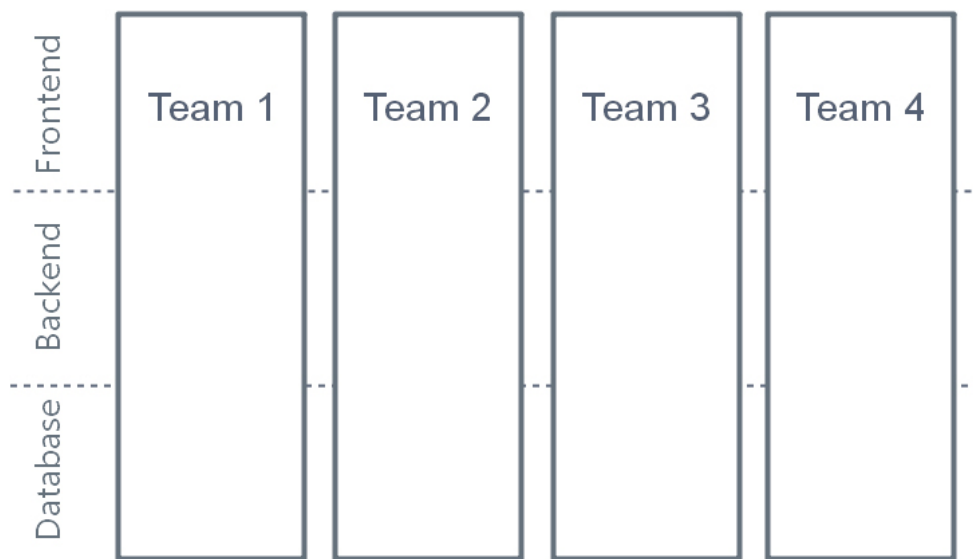 Frontend
Team 1
Team 2
Team 3
Team 4
Backend
Database